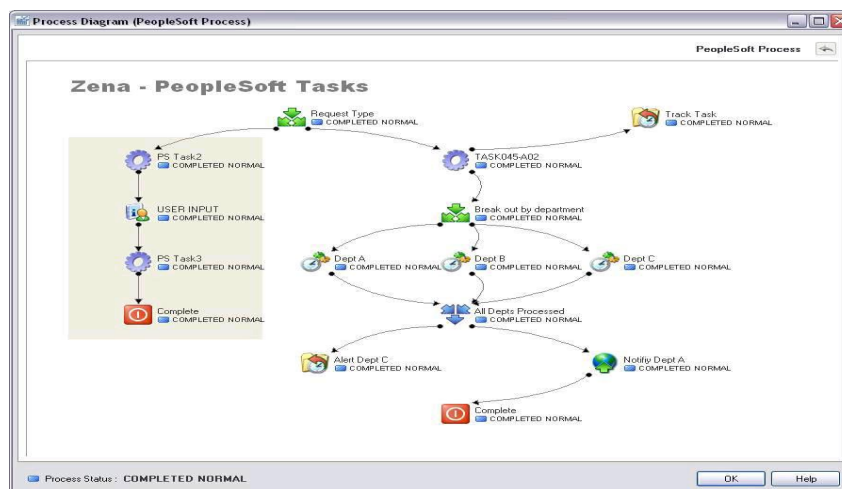 Process Diagram (PeopleSoft Process)
PeopleSoft Process
Zena - PeopleSoft Tasks
Request Type
COMPLETED NORMAL
Track Task
COMPLETED NORMAL
PS Task2
COMPLETED NORMAL
TASK045-A02
COMPLETED NORMAL
USER INPUT
COMPLETED NORMAL
Break out by department
COMPLETED NORMAL
PS Task3
COMPLETED NORMAL
Dept A
COMPLETED NORMAL
Dept B
COMPLETED NORMAL
Dept C
COMPLETED NORMAL
Complete
COMPLETED NORMAL
All Depts Processed
COMPLETED NORMAL
Alert Dept C
COMPLETED NORMAL
Notifiy Dept A
COMPLETED NORMAL
Complete
COMPLETED NORMAL
Process Status : COMPLETED NORMAL
OK
Help